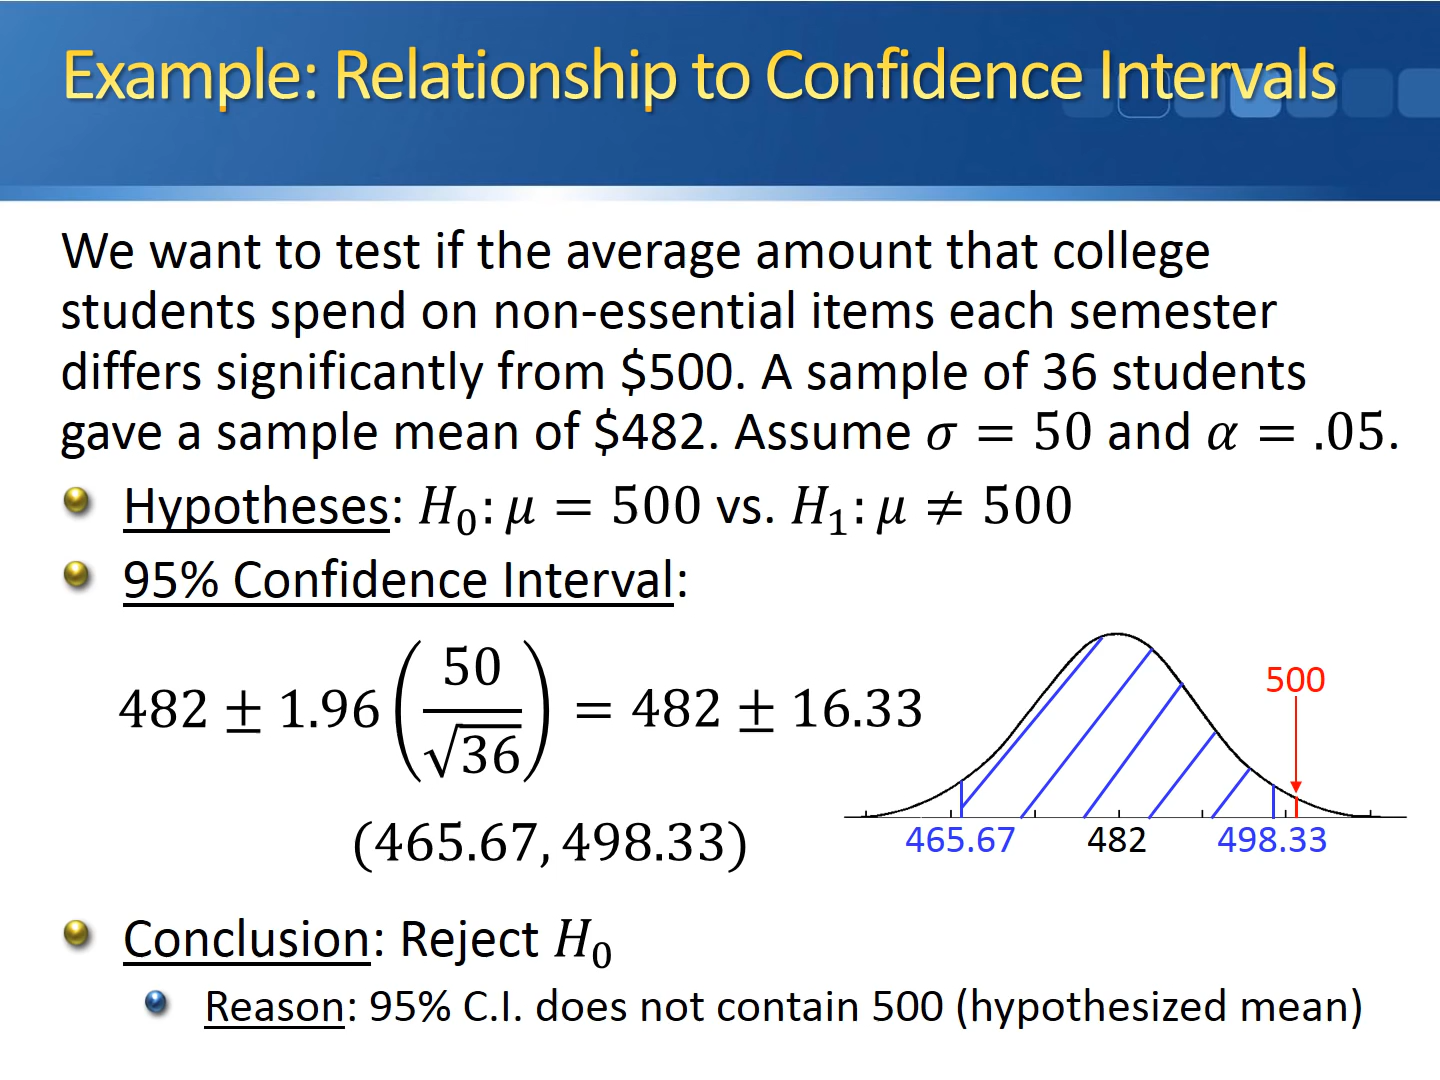 Example: Relationship to Confidence Intervals
We want to test if the average amount that college
students spend on non-essential items each semester
differs significantly from $500. A sample of 36 students
gave a sample mean of $482. Assume σ = 50 and α = .05.
Hypotheses: H₀: μ = 500 vs. H₁: μ ≠ 500
95% Confidence Interval:
482 ± 1.96 (50/√36) = 482 ± 16.33
(465.67, 498.33)
500
465.67 482 498.33
Conclusion: Reject H₀
Reason: 95% C.I. does not contain 500 (hypothesized mean)